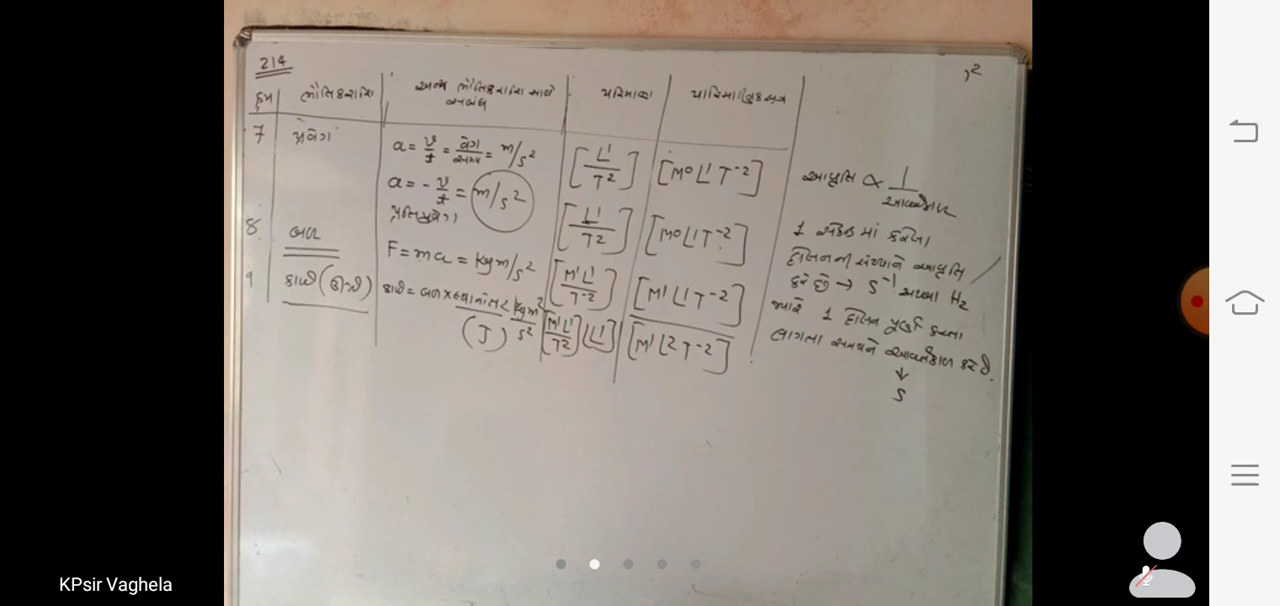 214
ક્રમ ભૌતિકરાશિ અન્ય ભૌતિકરાશિ સાથે સંબંધ પરિમાણ પારિમાણિક સૂત્ર
7 પ્રવેગ a = v/t = વેગ/સમય = m/s² [L¹/T²] [M⁰L¹T⁻²]
a = - v/t = m/s² [L¹/T²] [M⁰L¹T⁻²]
પ્રતિપ્રવેગ
8 બળ F = ma = kgm/s² [M¹L¹/T⁻²] [M¹L¹T⁻²]
9 કાર્ય (ઊર્જા) કાર્ય = બળ × સ્થાનાંતર kgm²/s² [M¹L¹/T²] [L¹] [M¹L2T⁻²]
(J)
,2
આવૃત્તિ ∝ 1/આવર્તકાળ
1 સેકંડ માં કરેલા
દોલનની સંખ્યાને આવૃત્તિ
કહે છે → S⁻¹ અથવા Hz
જ્યારે 1 દોલન પૂર્ણ કરતા
લાગતા સમયને આવર્તકાળ કહે છે.
↓
S
KPsir Vaghela